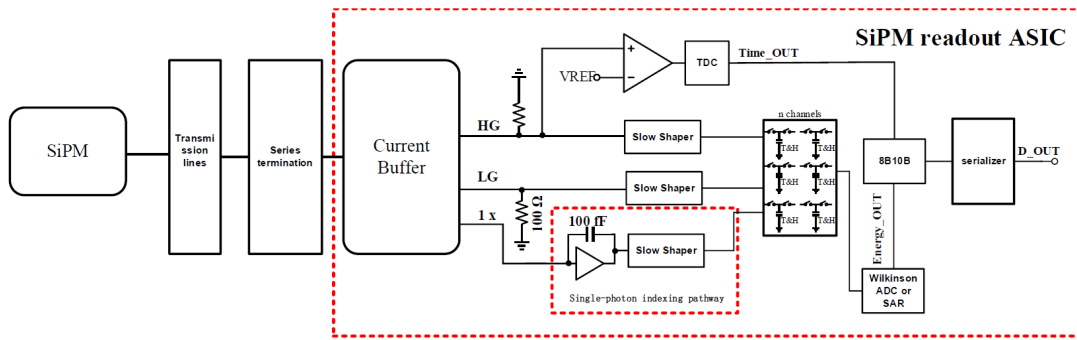 SiPM readout ASIC
Time_OUT
TDC
+
−
VREF
n channels
HG
Slow Shaper
T&H T&H
SiPM
Transmi
ssion
lines
Series
termination
Current
Buffer
8B10B
serializer
D_OUT
T&H T&H
LG
Slow Shaper
T&H T&H
100 Ω
1 x
100 fF
Slow Shaper
Energy_OUT
Single-photon indexing pathway
Wilkinson
ADC or
SAR